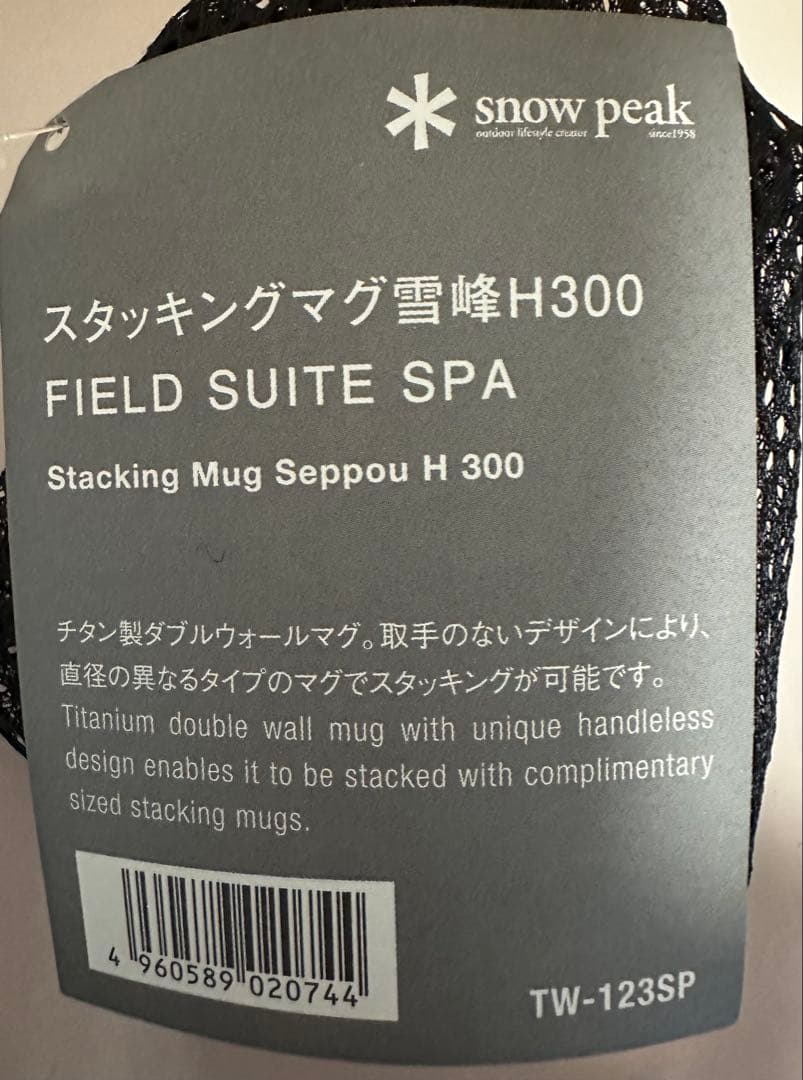 snow peak
outdoor lifestyle creator since1958
スタッキングマグ雪峰H300
FIELD SUITE SPA
Stacking Mug Seppou H 300
チタン製ダブルウォールマグ。取手のないデザインにより、
直径の異なるタイプのマグでスタッキングが可能です。
Titanium double wall mug with unique handleless
design enables it to be stacked with complimentary
sized stacking mugs.
4 960589 020744
TW-123SP